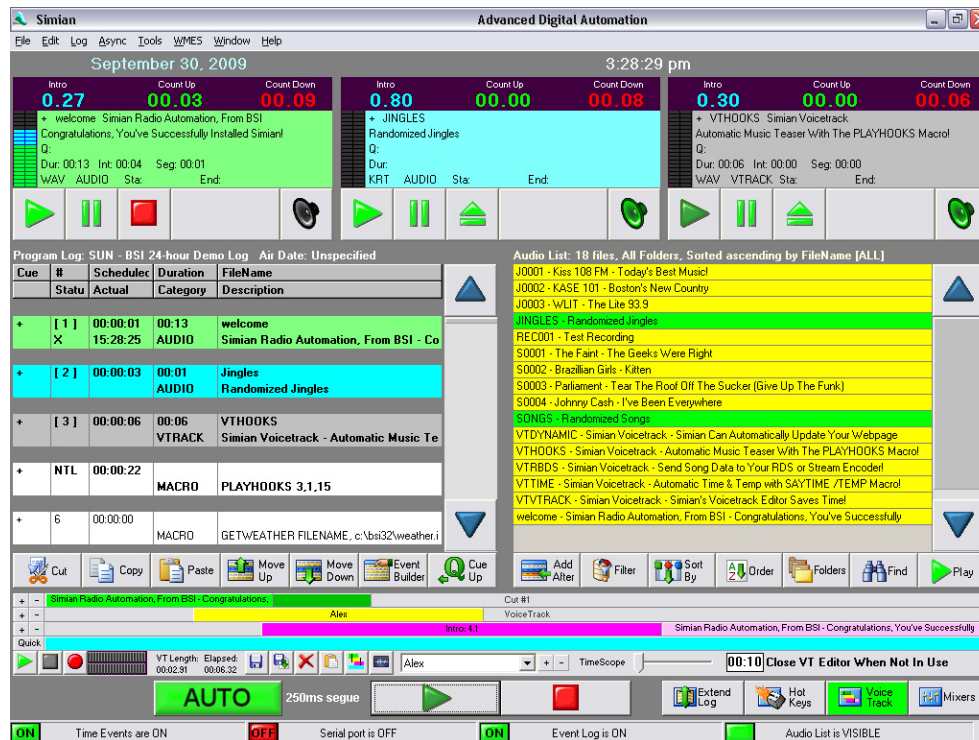 Simian Advanced Digital Automation
File Edit Log Async Tools WMES Window Help
September 30, 2009 3:28:29 pm
Intro Count Up Count Down
0.27 00.03 00.09
+ welcome Simian Radio Automation, From BSI
Congratulations, You've Successfully Installed Simian!
Q:
Dur: 00:13 Int: 00:04 Seg: 00:01
WAV AUDIO Sta: End:
Intro Count Up Count Down
0.80 00.00 00.08
+ JINGLES
Randomized Jingles
Q:
Dur:
KRT AUDIO Sta: End:
Intro Count Up Count Down
0.30 00.00 00.06
+ VTHOOKS Simian Voicetrack
Automatic Music Teaser With The PLAYHOOKS Macro!
Q:
Dur: 00:06 Int: 00:00 Seg: 00:00
WAV VTRACK Sta: End:
Program Log: SUN - BSI 24-hour Demo Log Air Date: Unspecified
Cue # Scheduled Duration FileName
Statu Actual Category Description
+ [ 1 ] 00:00:01 00:13 welcome
X 15:28:25 AUDIO Simian Radio Automation, From BSI - Co
+ [ 2 ] 00:00:03 00:01 Jingles
AUDIO Randomized Jingles
+ [ 3 ] 00:00:06 00:06 VTHOOKS
VTRACK Simian Voicetrack - Automatic Music Te
+ NTL 00:00:22
MACRO PLAYHOOKS 3,1,15
+ 6 00:00:00
MACRO GETWEATHER FILENAME, c:\bsi32\weather.i
Cut Copy Paste Move Up Move Down Event Builder Cue Up
Audio List: 18 files, All Folders, Sorted ascending by FileName [ALL]
J0001 - Kiss 108 FM - Today's Best Music!
J0002 - KASE 101 - Boston's New Country
J0003 - WLIT - The Lite 93.9
JINGLES - Randomized Jingles
REC001 - Test Recording
S0001 - The Faint - The Geeks Were Right
S0002 - Brazillian Girls - Kitten
S0003 - Parliament - Tear The Roof Off The Sucker (Give Up The Funk)
S0004 - Johnny Cash - I've Been Everywhere
SONGS - Randomized Songs
VTDYNAMIC - Simian Voicetrack - Simian Can Automatically Update Your Webpage
VTHOOKS - Simian Voicetrack - Automatic Music Teaser With The PLAYHOOKS Macro!
VTRBDS - Simian Voicetrack - Send Song Data to Your RDS or Stream Encoder!
VTTIME - Simian Voicetrack - Automatic Time & Temp with SAYTIME /TEMP Macro!
VTVTRACK - Simian Voicetrack - Simian's Voicetrack Editor Saves Time!
welcome - Simian Radio Automation, From BSI - Congratulations, You've Successfully
Add After Filter Sort By Order Folders Find Play
+ - Simian Radio Automation, From BSI - Congratulations, Cut #1
+ - Alex VoiceTrack
+ - Intro: 4.1 Simian Radio Automation, From BSI - Congratulations, You've Successfully
Quick
VT Length: Elapsed:
00:02.91 00:06.32
Alex + - TimeScope 00:10 Close VT Editor When Not In Use
AUTO 250ms segue
Extend Log Hot Keys Voice Track Mixers
ON Time Events are ON OFF Serial port is OFF ON Event Log is ON Audio List is VISIBLE